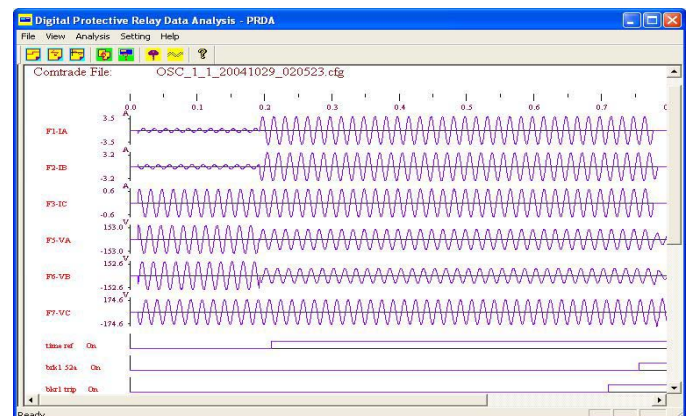 Digital Protective Relay Data Analysis - PRDA
File View Analysis Setting Help
Comtrade File: OSC_1_1_20041029_020523.cfg
0.0 0.1 0.2 0.3 0.4 0.5 0.6 0.7
A
3.5
F1-IA
-3.5
A
3.2
F2-IB
-3.2
A
0.6
F3-IC
-0.6
V
153.0
F5-VA
-153.0
V
152.6
F6-VB
-152.6
V
174.6
F7-VC
-174.6
time ref On
brk1 52a On
bkr1 trip On
Ready